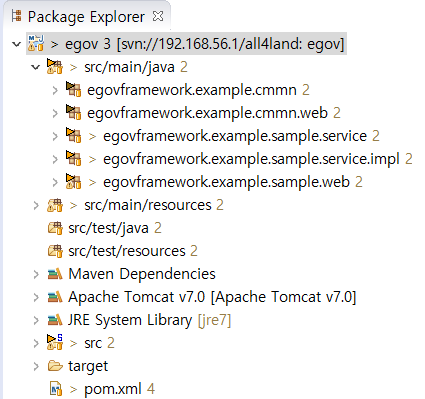 Package Explorer
> egov 3 [svn://192.168.56.1/all4land: egov]
> src/main/java 2
egovframework.example.cmmn 2
egovframework.example.cmmn.web 2
> egovframework.example.sample.service 2
> egovframework.example.sample.service.impl 2
> egovframework.example.sample.web 2
> src/main/resources 2
src/test/java 2
src/test/resources 2
Maven Dependencies
Apache Tomcat v7.0 [Apache Tomcat v7.0]
JRE System Library [jre7]
> src 2
target
> pom.xml 4